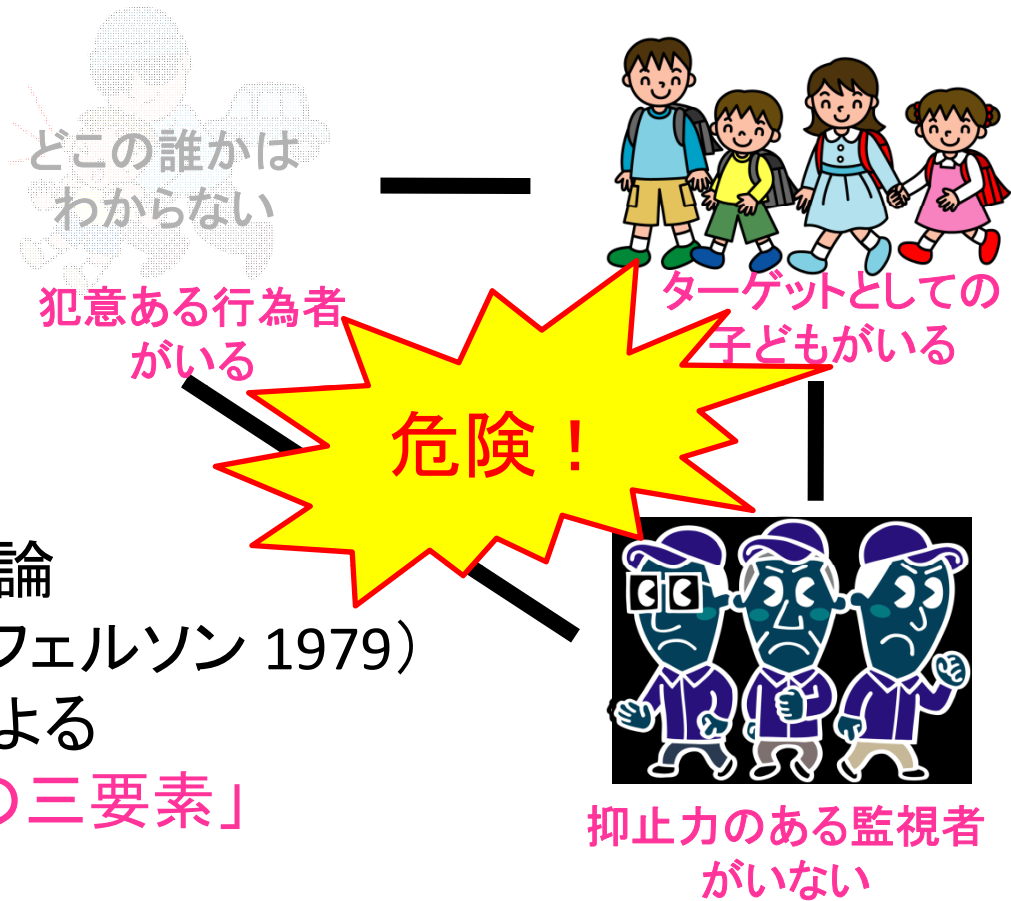 どこの誰かは
わからない
犯意ある行為者
がいる
ターゲットとしての
子どもがいる
危険！
論
フェルソン 1979）
よる
の三要素」
抑止力のある監視者
がいない